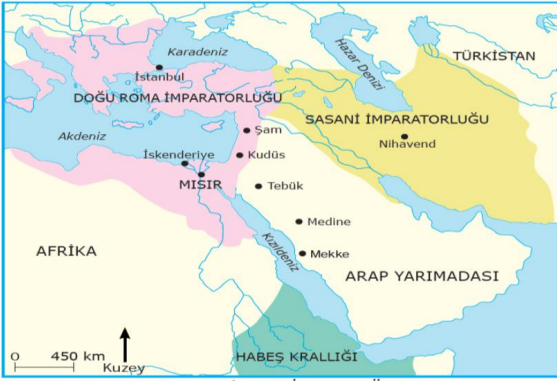 Karadeniz
İstanbul
DOĞU ROMA İMPARATORLUĞU
Hazar Denizi
TÜRKİSTAN
SASANİ İMPARATORLUĞU
Nihavend
Akdeniz
Şam
Kudüs
İskenderiye
MISIR
Tebük
Medine
Mekke
Kızıldeniz
AFRİKA
ARAP YARIMADASI
HABEŞ KRALLIĞI
0 450 km
Kuzey